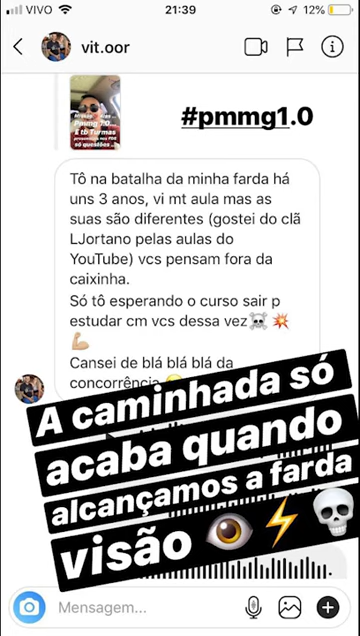 VIVO
21:39
12%
vit.oor
#pmmg1.0
Tô na batalha da minha farda há
uns 3 anos, vi mt aula mas as
suas são diferentes (gostei do clã
LJortano pelas aulas do
YouTube) vcs pensam fora da
caixinha.
Só tô esperando o curso sair p
estudar cm vcs dessa vez☠️💥
💪🏼
Cansei de blá blá blá da
concorrência
A caminhada só
acaba quando
alcançamos a farda
visão 👁️⚡💀
Mensagem...